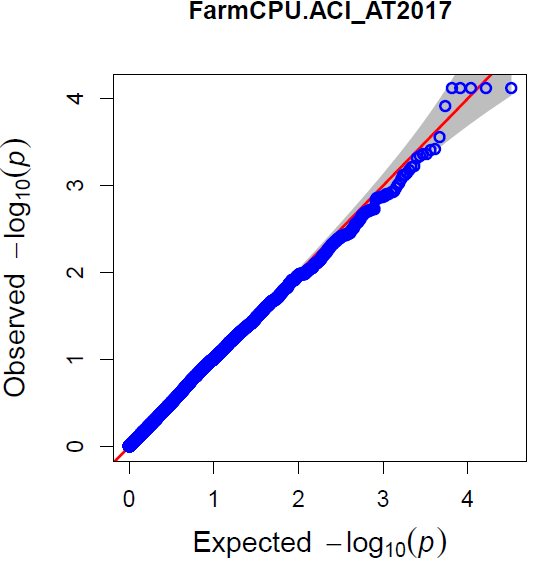 FarmCPU.ACI_AT2017
Observed −log10(p)
4
3
2
1
0
0 1 2 3 4
Expected −log10(p)